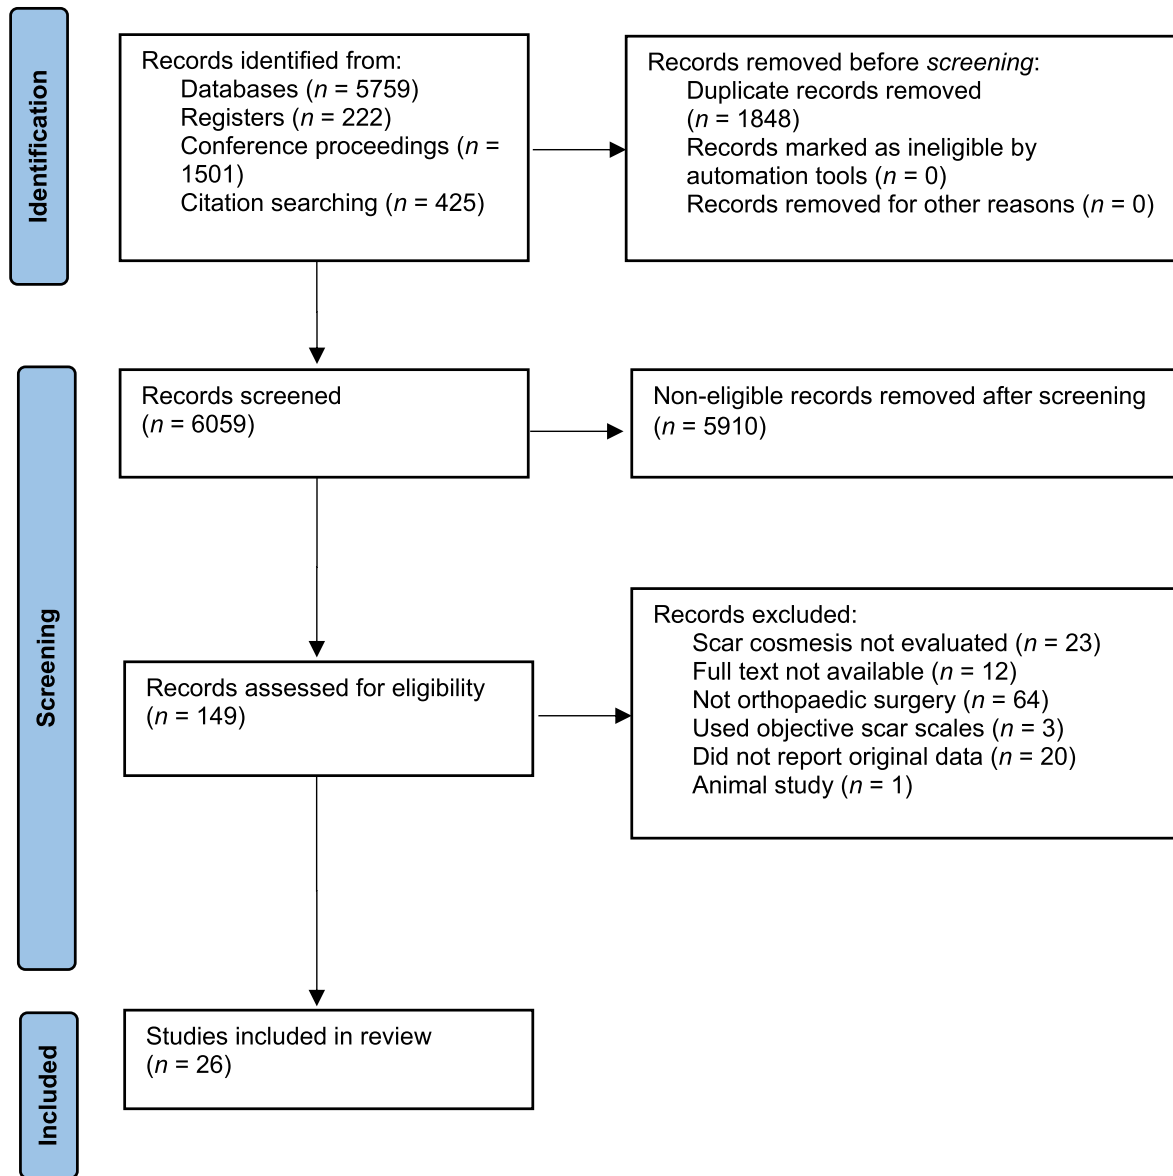 Identification
Records identified from:
Databases (n = 5759)
Registers (n = 222)
Conference proceedings (n =
1501)
Citation searching (n = 425)
Records removed before screening:
Duplicate records removed
(n = 1848)
Records marked as ineligible by
automation tools (n = 0)
Records removed for other reasons (n = 0)
Screening
Records screened
(n = 6059)
Non-eligible records removed after screening
(n = 5910)
Records assessed for eligibility
(n = 149)
Records excluded:
Scar cosmesis not evaluated (n = 23)
Full text not available (n = 12)
Not orthopaedic surgery (n = 64)
Used objective scar scales (n = 3)
Did not report original data (n = 20)
Animal study (n = 1)
Included
Studies included in review
(n = 26)